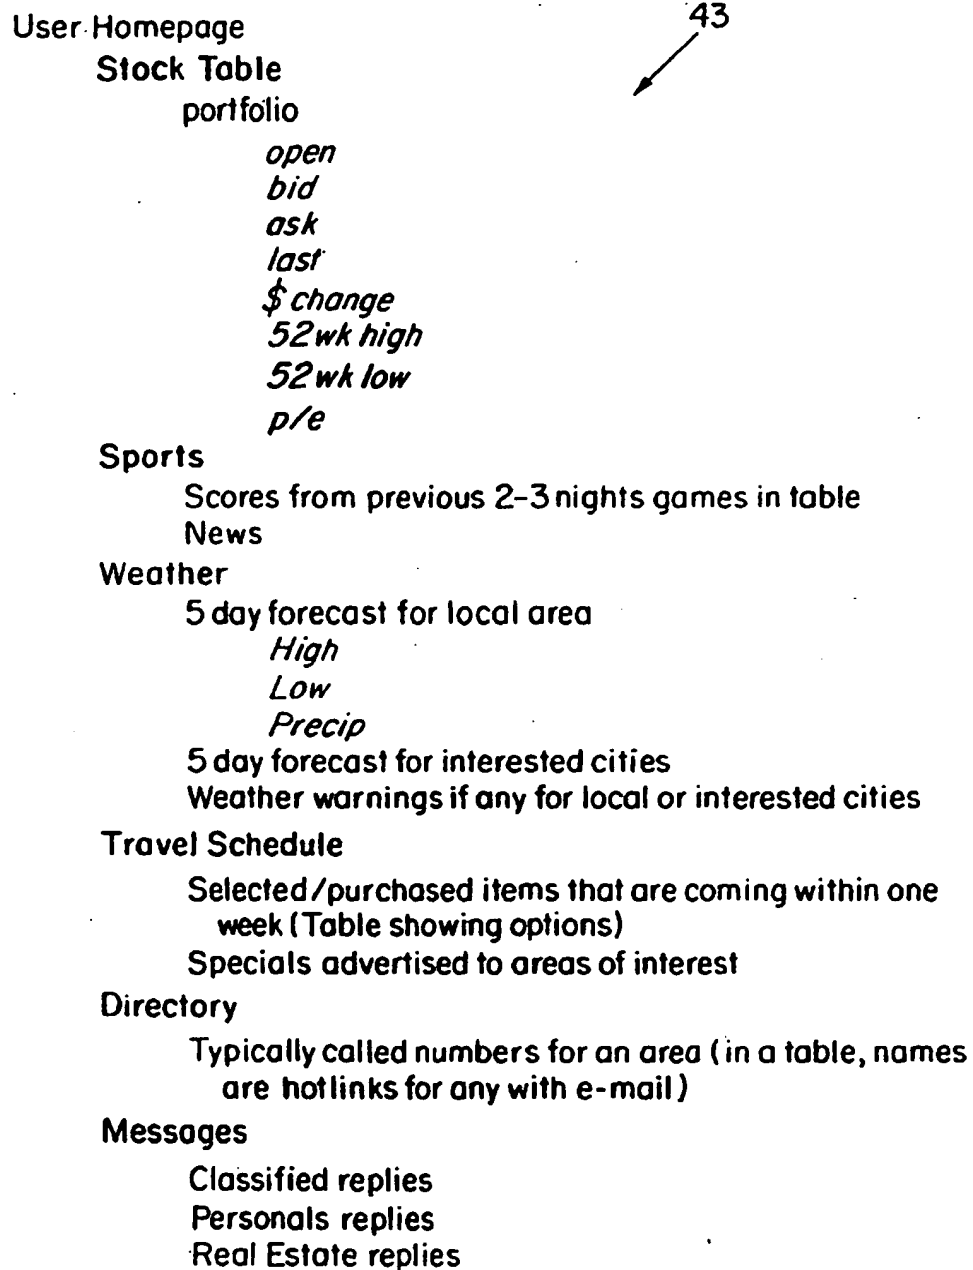 User Homepage
43
Stock Table
portfolio
open
bid
ask
last
$ change
52wk high
52wk low
p/e
Sports
Scores from previous 2-3 nights games in table
News
Weather
5 day forecast for local area
High
Low
Precip
5 day forecast for interested cities
Weather warnings if any for local or interested cities
Travel Schedule
Selected/purchased items that are coming within one
week (Table showing options)
Specials advertised to areas of interest
Directory
Typically called numbers for an area (in a table, names
are hotlinks for any with e-mail)
Messages
Classified replies
Personals replies
Real Estate replies